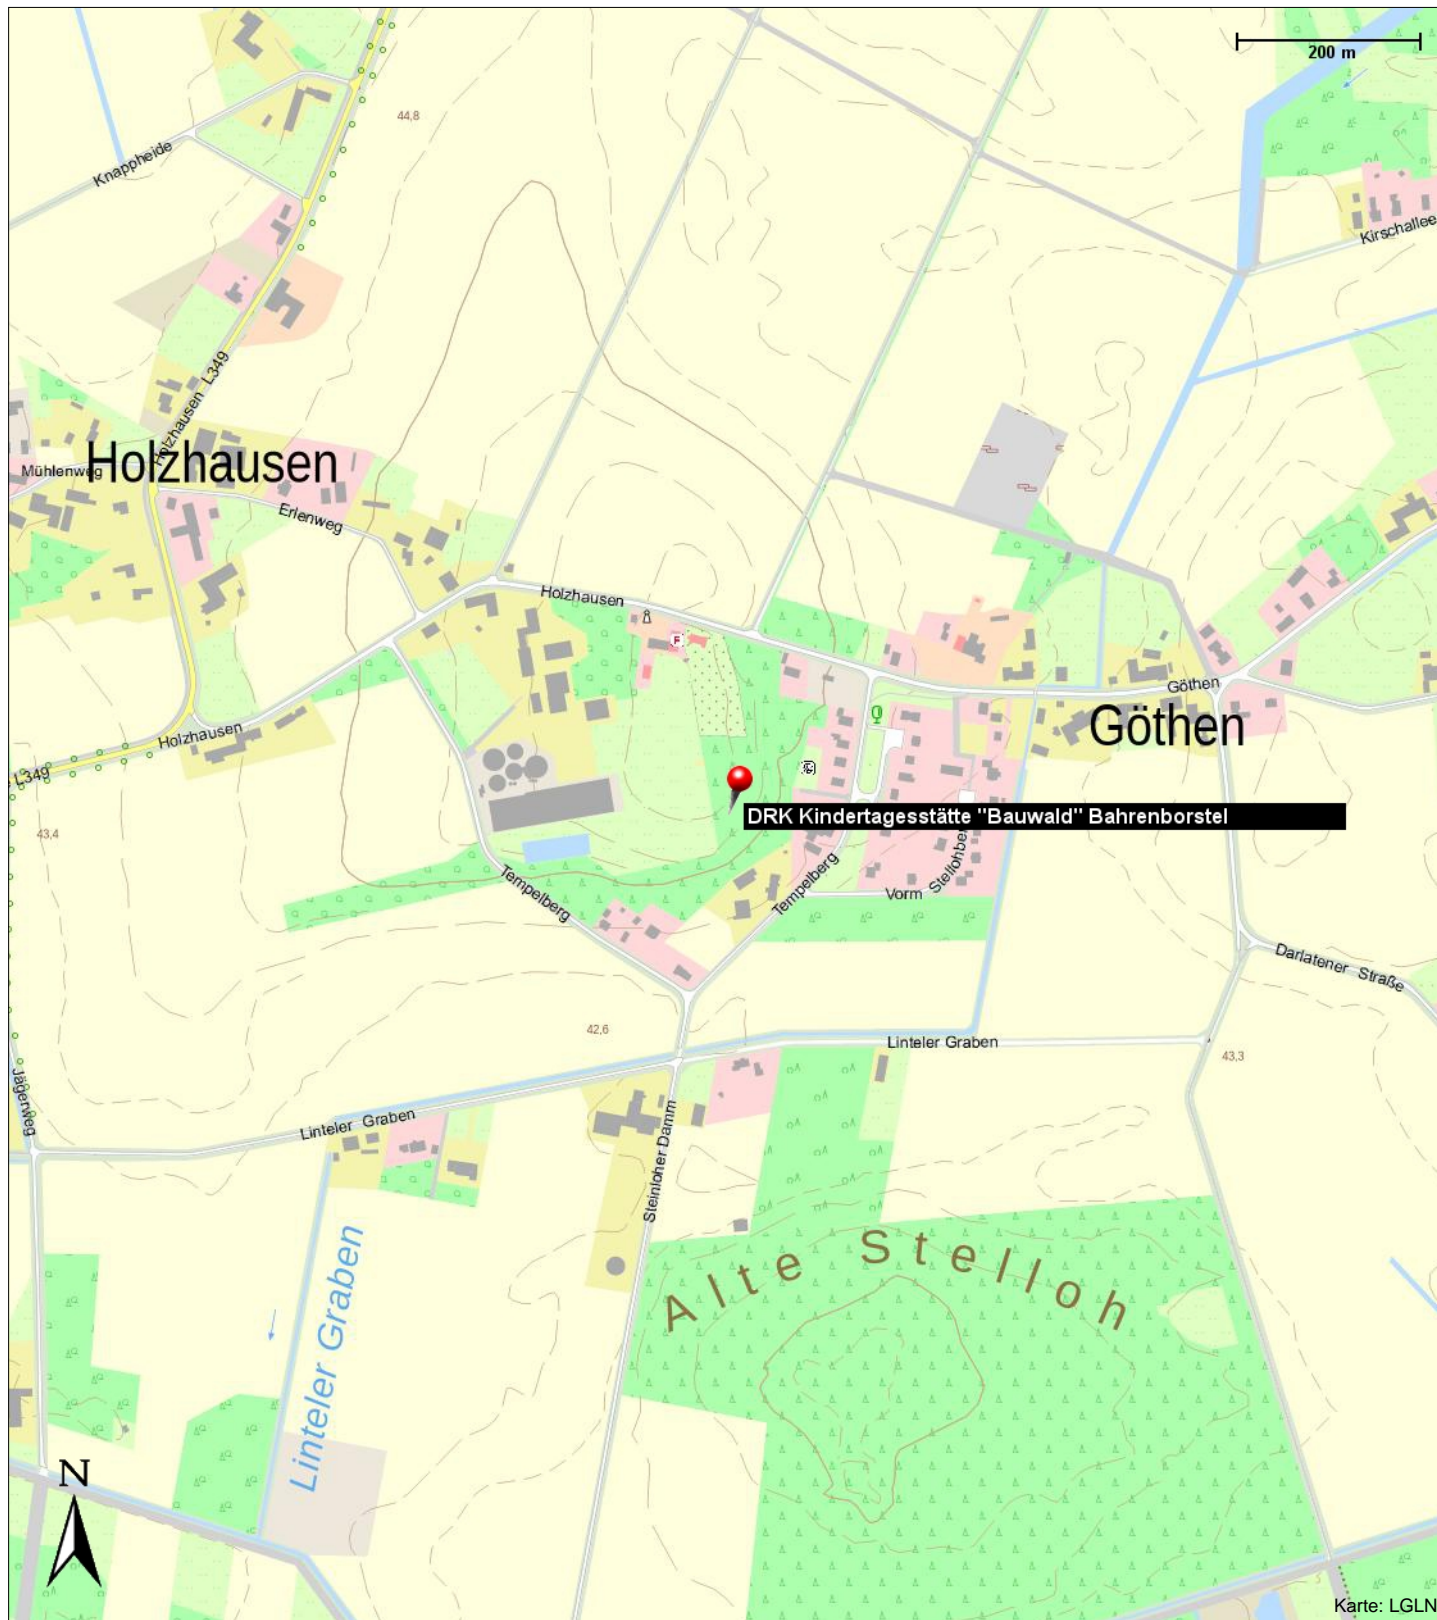 200 m
44,8
Knappheide
Kirschallee
Holzhausen L349
Holzhausen
Mühlenweg
Erlenweg
Holzhausen
F
Göthen
Göthen
Holzhausen
L349
43,4
DRK Kindertagesstätte "Bauwald" Bahrenborstel
Tempelberg
Tempelberg
Vorm Stellohberg
Darlatener Straße
42,6
Linteler Graben
43,3
Jägerweg
Linteler Graben
Steinloher Damm
Linteler Graben
Alte Stelloh
N
Karte: LGLN